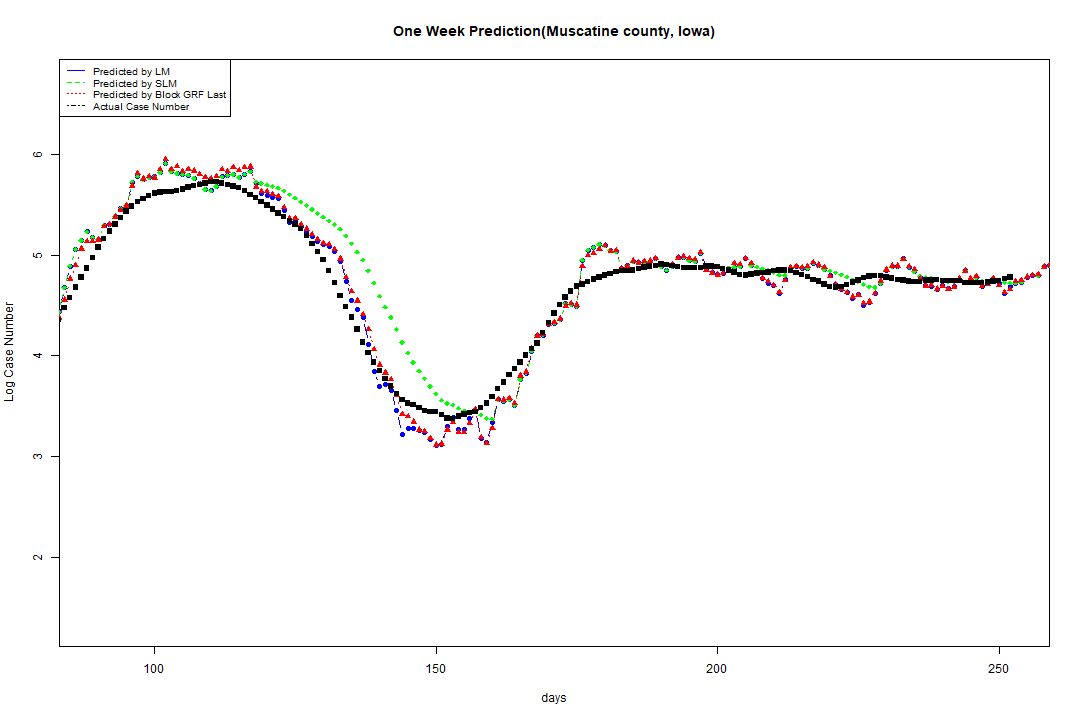 One Week Prediction(Muscatine county, Iowa)
Predicted by LM
Predicted by SLM
Predicted by Block GRF Last
Actual Case Number
Log Case Number
6
5
4
3
2
100
150
200
250
days